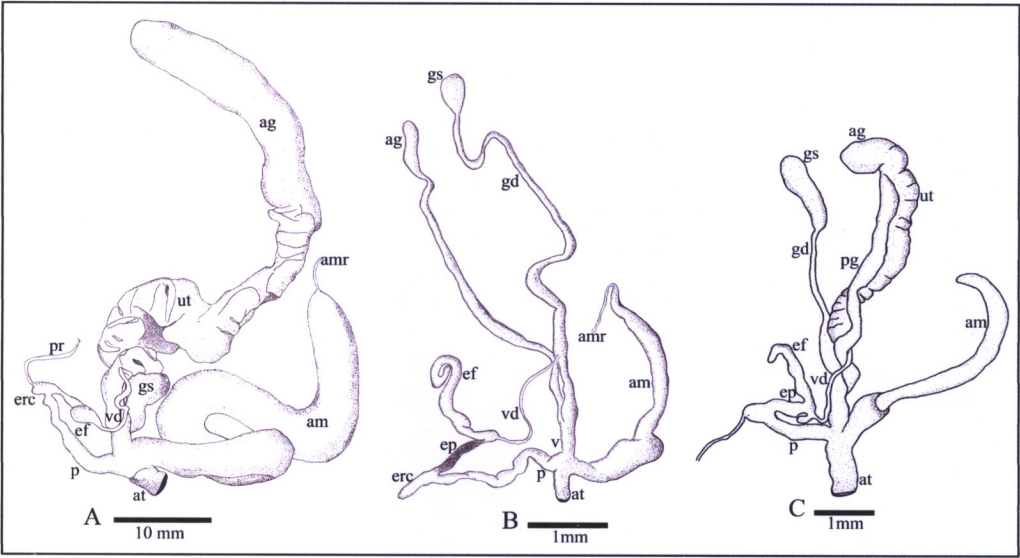 ag
amr
ut
pr
gs
erc
vd
ef
am
p
at
A
10 mm
gs
ag
gd
amr
ef
am
vd
ep
v
erc
p
at
B
1mm
ag
gs
ut
gd
pg
am
ef
vd
ep
p
at
C
1mm